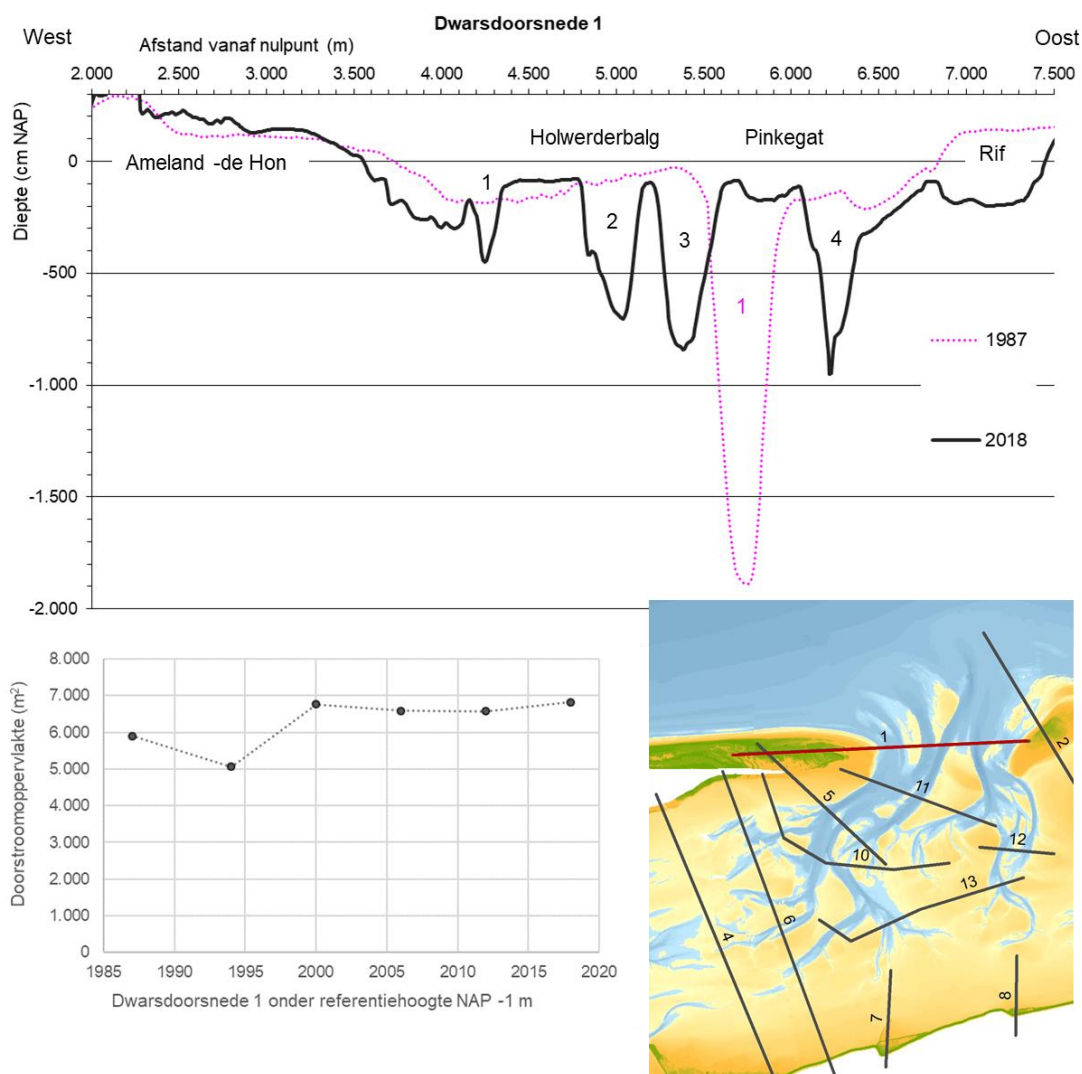 Dwarsdoorsnede 1
West
Oost
Afstand vanaf nulpunt (m)
2.000 2.500 3.000 3.500 4.000 4.500 5.000 5.500 6.000 6.500 7.000 7.500
Diepte (cm NAP)
0
-500
-1.000
-1.500
-2.000
Ameland -de Hon
Holwerderbalg
Pinkegat
Rif
1
2
3
4
1
1987
2018
Doorstroomoppervlakte (m²)
8.000
7.000
6.000
5.000
4.000
3.000
2.000
1.000
0
1985 1990 1995 2000 2005 2010 2015 2020
Dwarsdoorsnede 1 onder referentiehoogte NAP -1 m
1
2
5
11
12
10
13
4
6
7
8